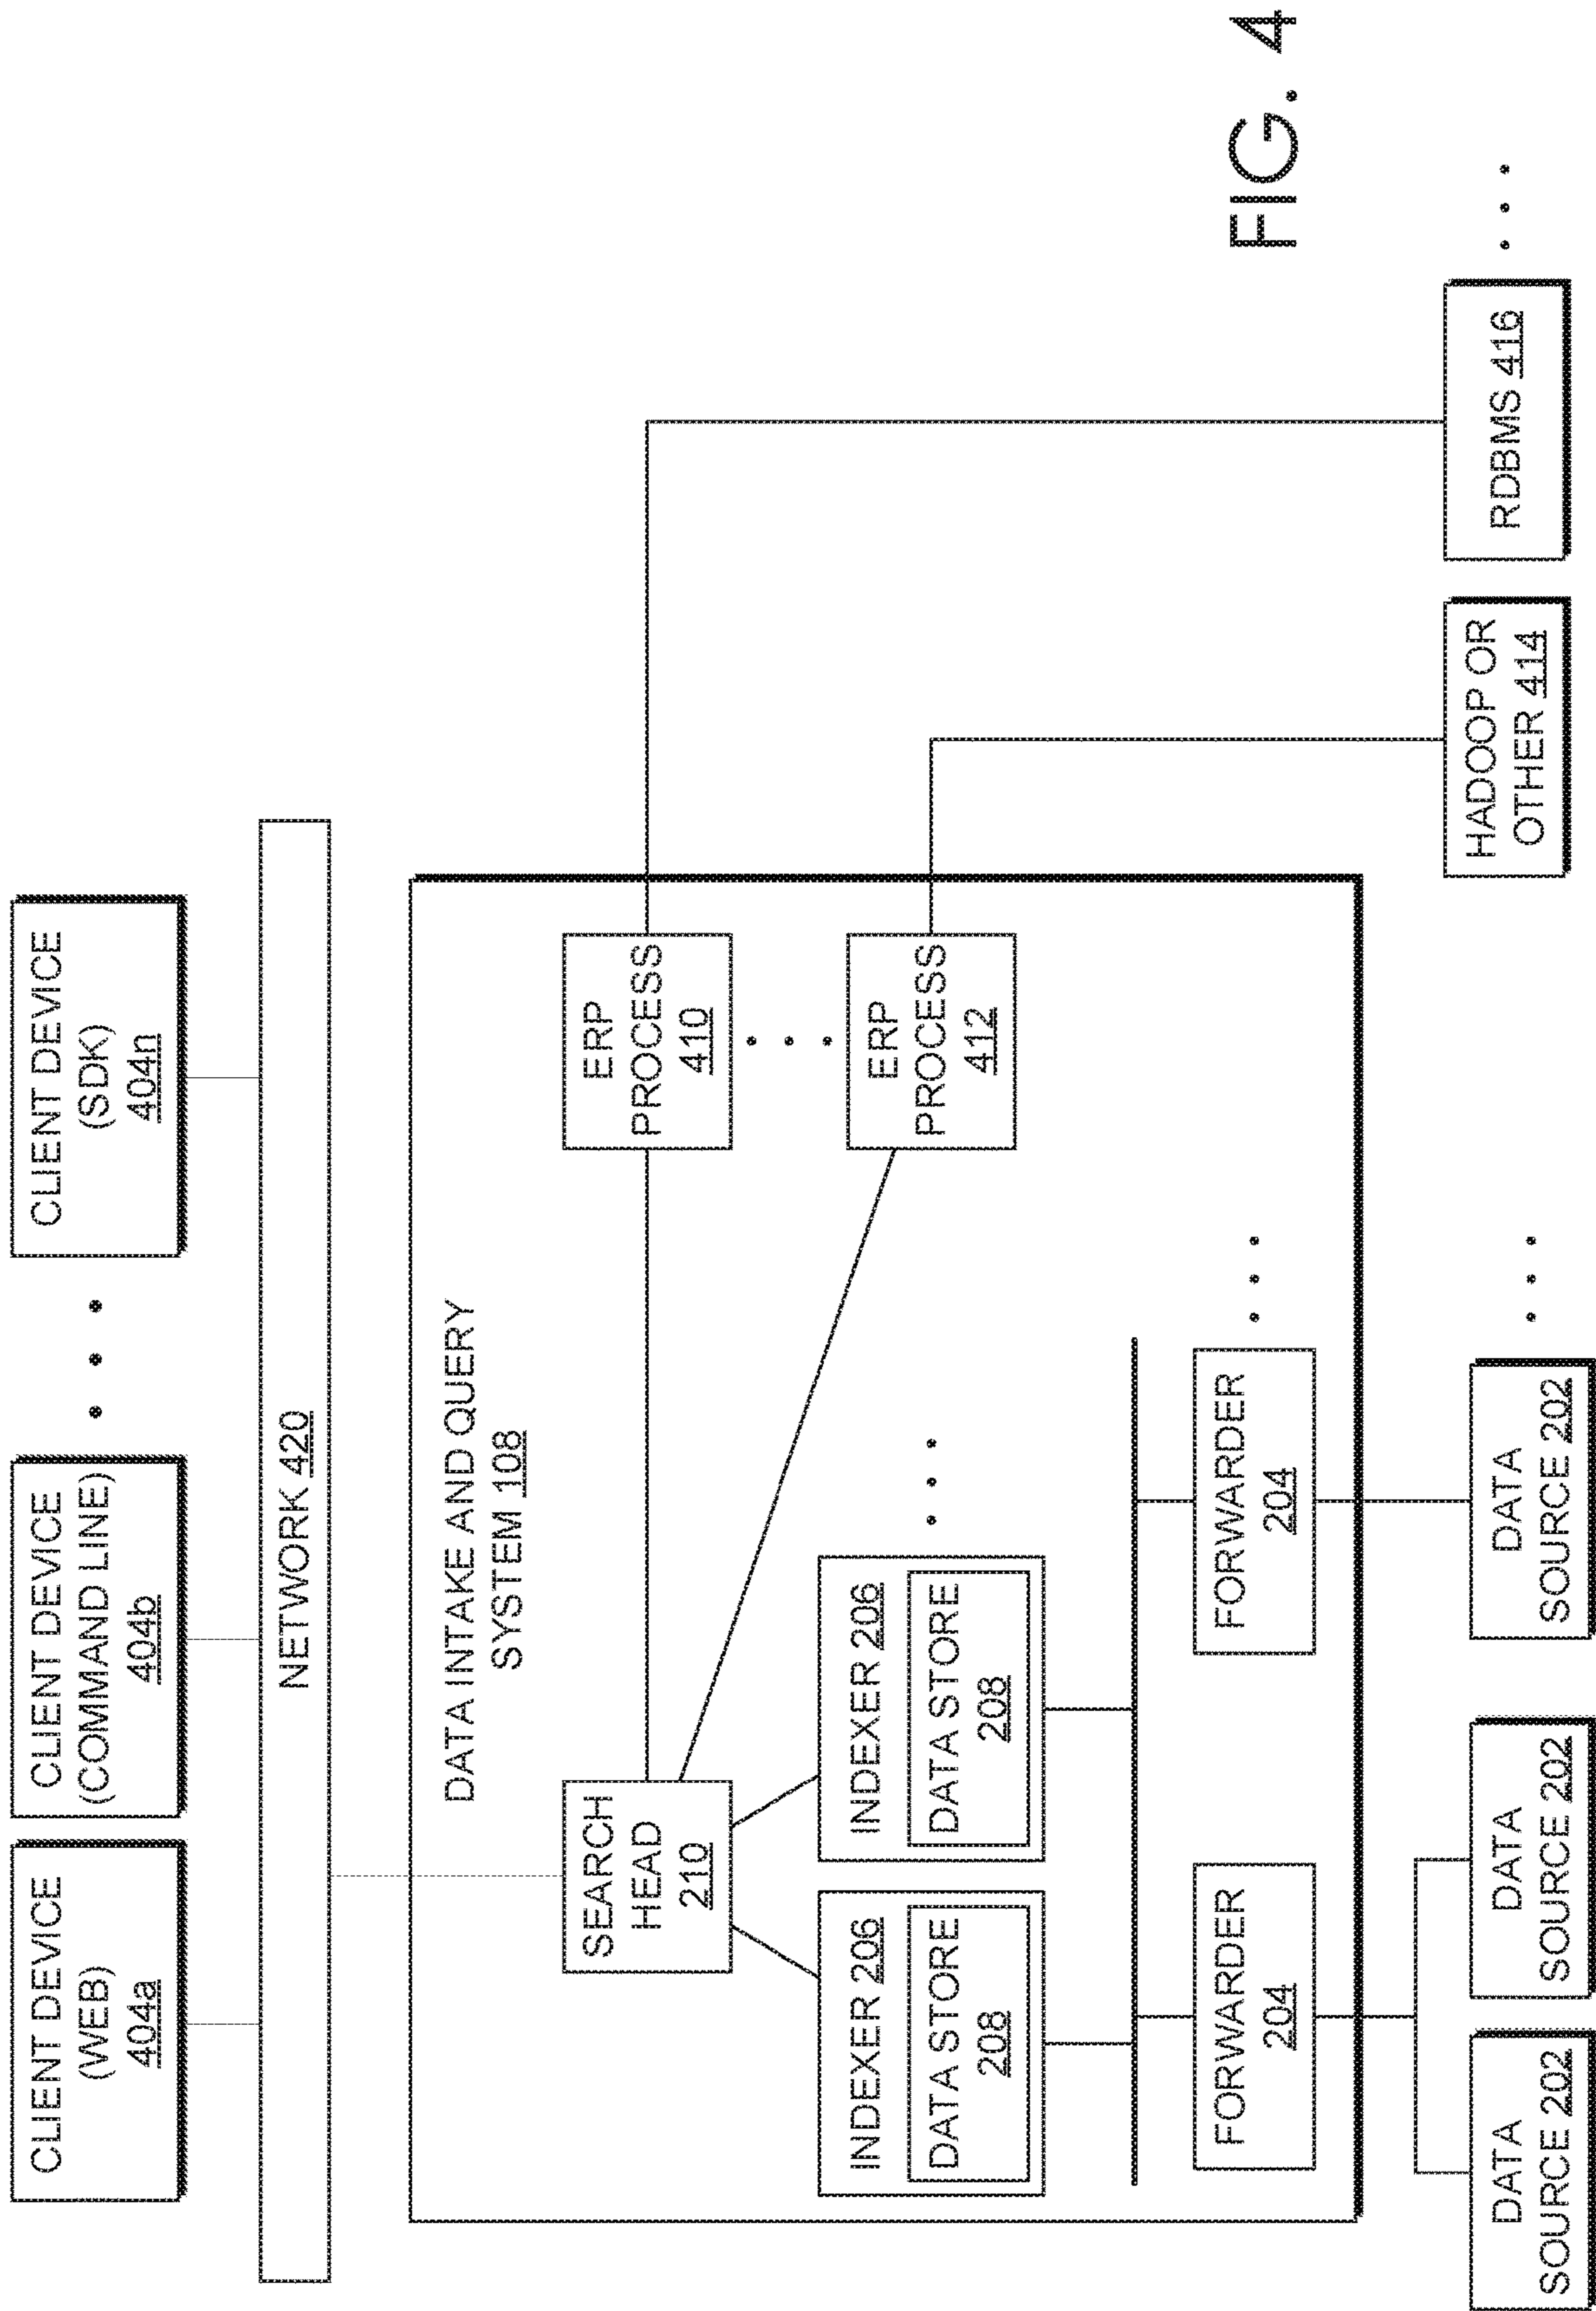 CLIENT DEVICE
(WEB)
404a
CLIENT DEVICE
(COMMAND LINE)
404b
CLIENT DEVICE
(SDK)
404n
NETWORK 420
DATA INTAKE AND QUERY
SYSTEM 108
SEARCH
HEAD
210
ERP
PROCESS
410
INDEXER 206
DATA STORE
208
INDEXER 206
DATA STORE
208
ERP
PROCESS
412
FORWARDER
204
FORWARDER
204
DATA
SOURCE 202
DATA
SOURCE 202
DATA
SOURCE 202
HADOOP OR
OTHER 414
RDBMS 416
FIG. 4